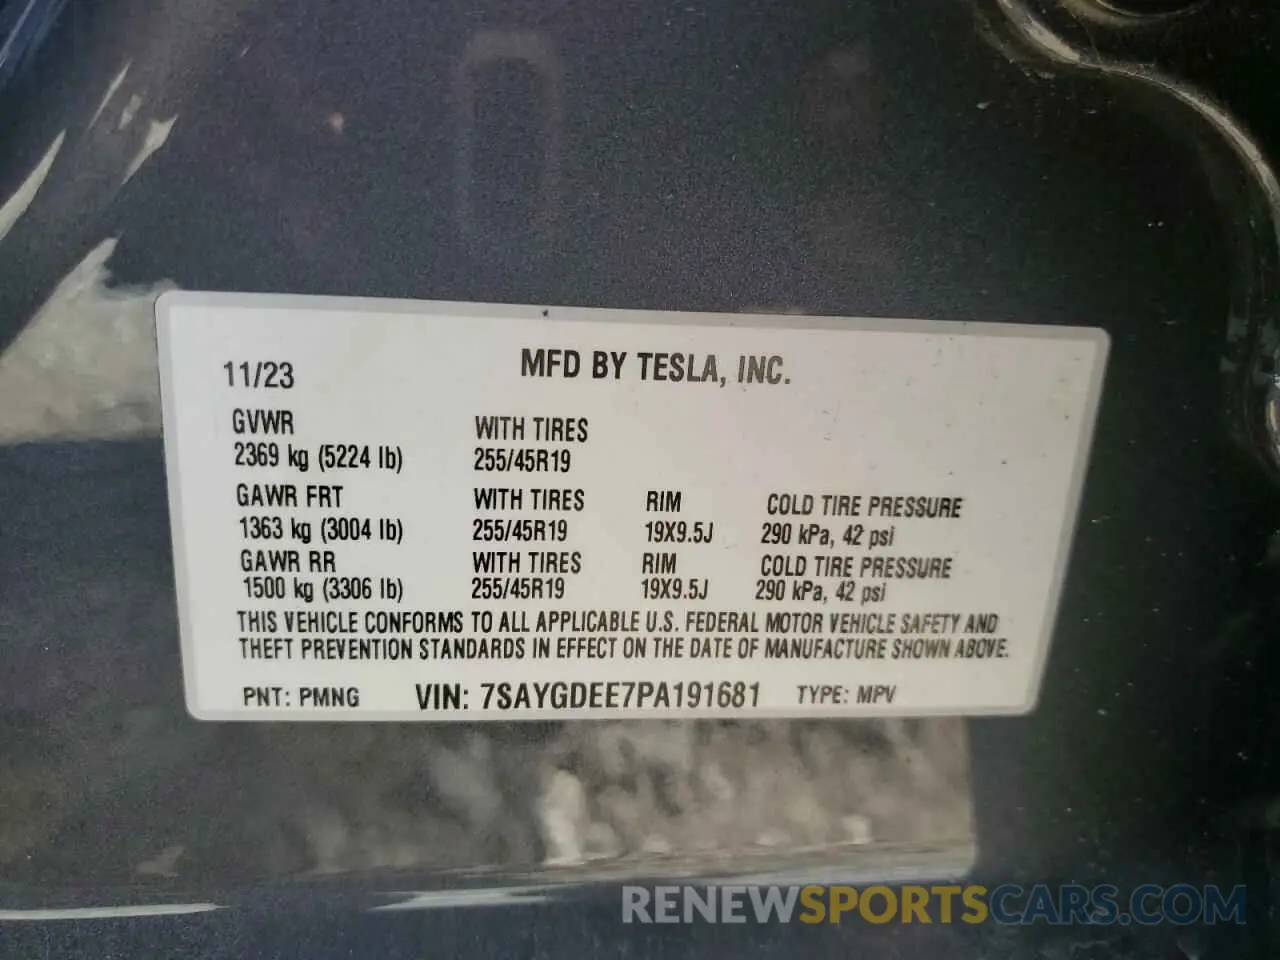 11/23 MFD BY TESLA, INC.
GVWR WITH TIRES
2369 kg (5224 lb) 255/45R19
GAWR FRT WITH TIRES RIM COLD TIRE PRESSURE
1363 kg (3004 lb) 255/45R19 19X9.5J 290 kPa, 42 psi
GAWR RR WITH TIRES RIM COLD TIRE PRESSURE
1500 kg (3306 lb) 255/45R19 19X9.5J 290 kPa, 42 psi
THIS VEHICLE CONFORMS TO ALL APPLICABLE U.S. FEDERAL MOTOR VEHICLE SAFETY AND
THEFT PREVENTION STANDARDS IN EFFECT ON THE DATE OF MANUFACTURE SHOWN ABOVE.
PNT: PMNG VIN: 7SAYGDEE7PA191681 TYPE: MPV
RENEWSPORTSCARS.COM